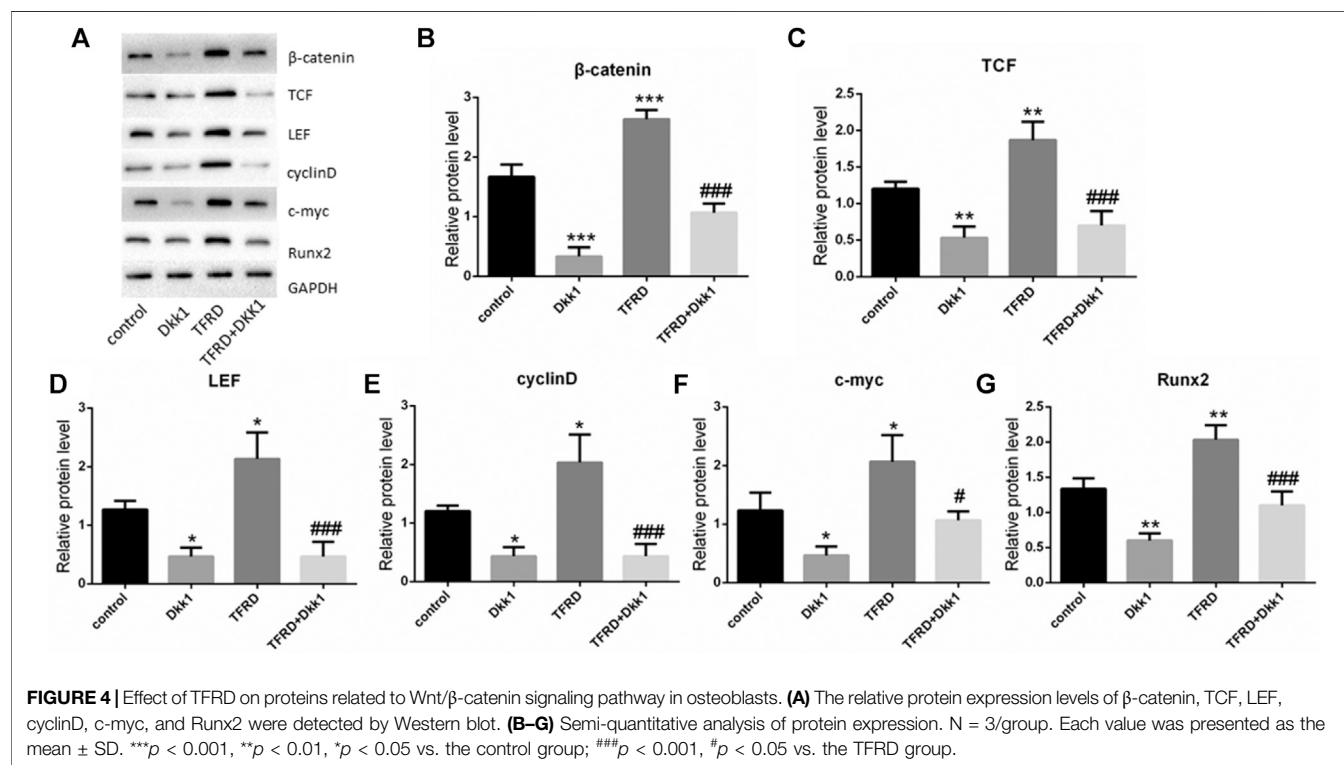 A
β-catenin
TCF
LEF
cyclinD
c-myc
Runx2
GAPDH
control
Dkk1
TFRD
TFRD+DKK1
B
β-catenin
Relative protein level
3
2
1
0
***
***
###
control
Dkk1
TFRD
TFRD+Dkk1
C
TCF
Relative protein level
2.5
2.0
1.5
1.0
0.5
0.0
**
**
###
control
Dkk1
TFRD
TFRD+Dkk1
D
LEF
Relative protein level
3
2
1
0
*
*
###
control
Dkk1
TFRD
TFRD+Dkk1
E
cyclinD
Relative protein level
3
2
1
0
*
*
###
control
Dkk1
TFRD
TFRD+Dkk1
F
c-myc
Relative protein level
3
2
1
0
*
*
#
control
Dkk1
TFRD
TFRD+Dkk1
G
Runx2
Relative protein level
2.5
2.0
1.5
1.0
0.5
0.0
**
**
###
control
Dkk1
TFRD
TFRD+Dkk1
FIGURE 4 | Effect of TFRD on proteins related to Wnt/β-catenin signaling pathway in osteoblasts. (A) The relative protein expression levels of β-catenin, TCF, LEF,
cyclinD, c-myc, and Runx2 were detected by Western blot. (B–G) Semi-quantitative analysis of protein expression. N = 3/group. Each value was presented as the
mean ± SD. ***p < 0.001, **p < 0.01, *p < 0.05 vs. the control group; ###p < 0.001, #p < 0.05 vs. the TFRD group.